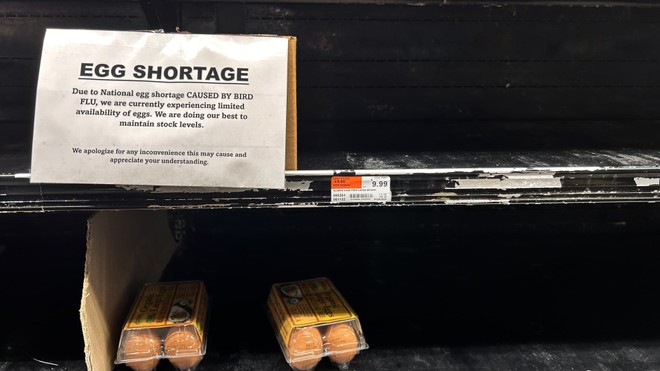 EGG SHORTAGE
Due to National egg shortage CAUSED BY BIRD
FLU, we are currently experiencing limited
availability of eggs. We are doing our best to
maintain stock levels.
We apologize for any inconvenience this may cause and
appreciate your understanding.
9.99